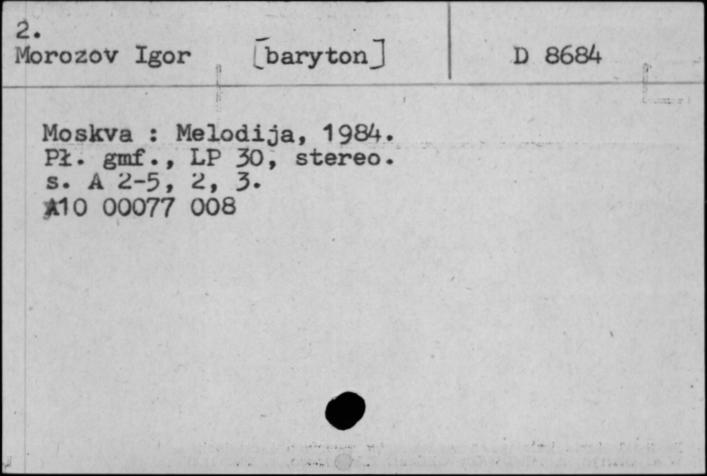 2.
Morozov Igor [baryton] D 8684
Moskva : Melodija, 1984.
Pł. gmf., LP 30, stereo.
s. A 2-5, 2, 3.
A10 00077 008